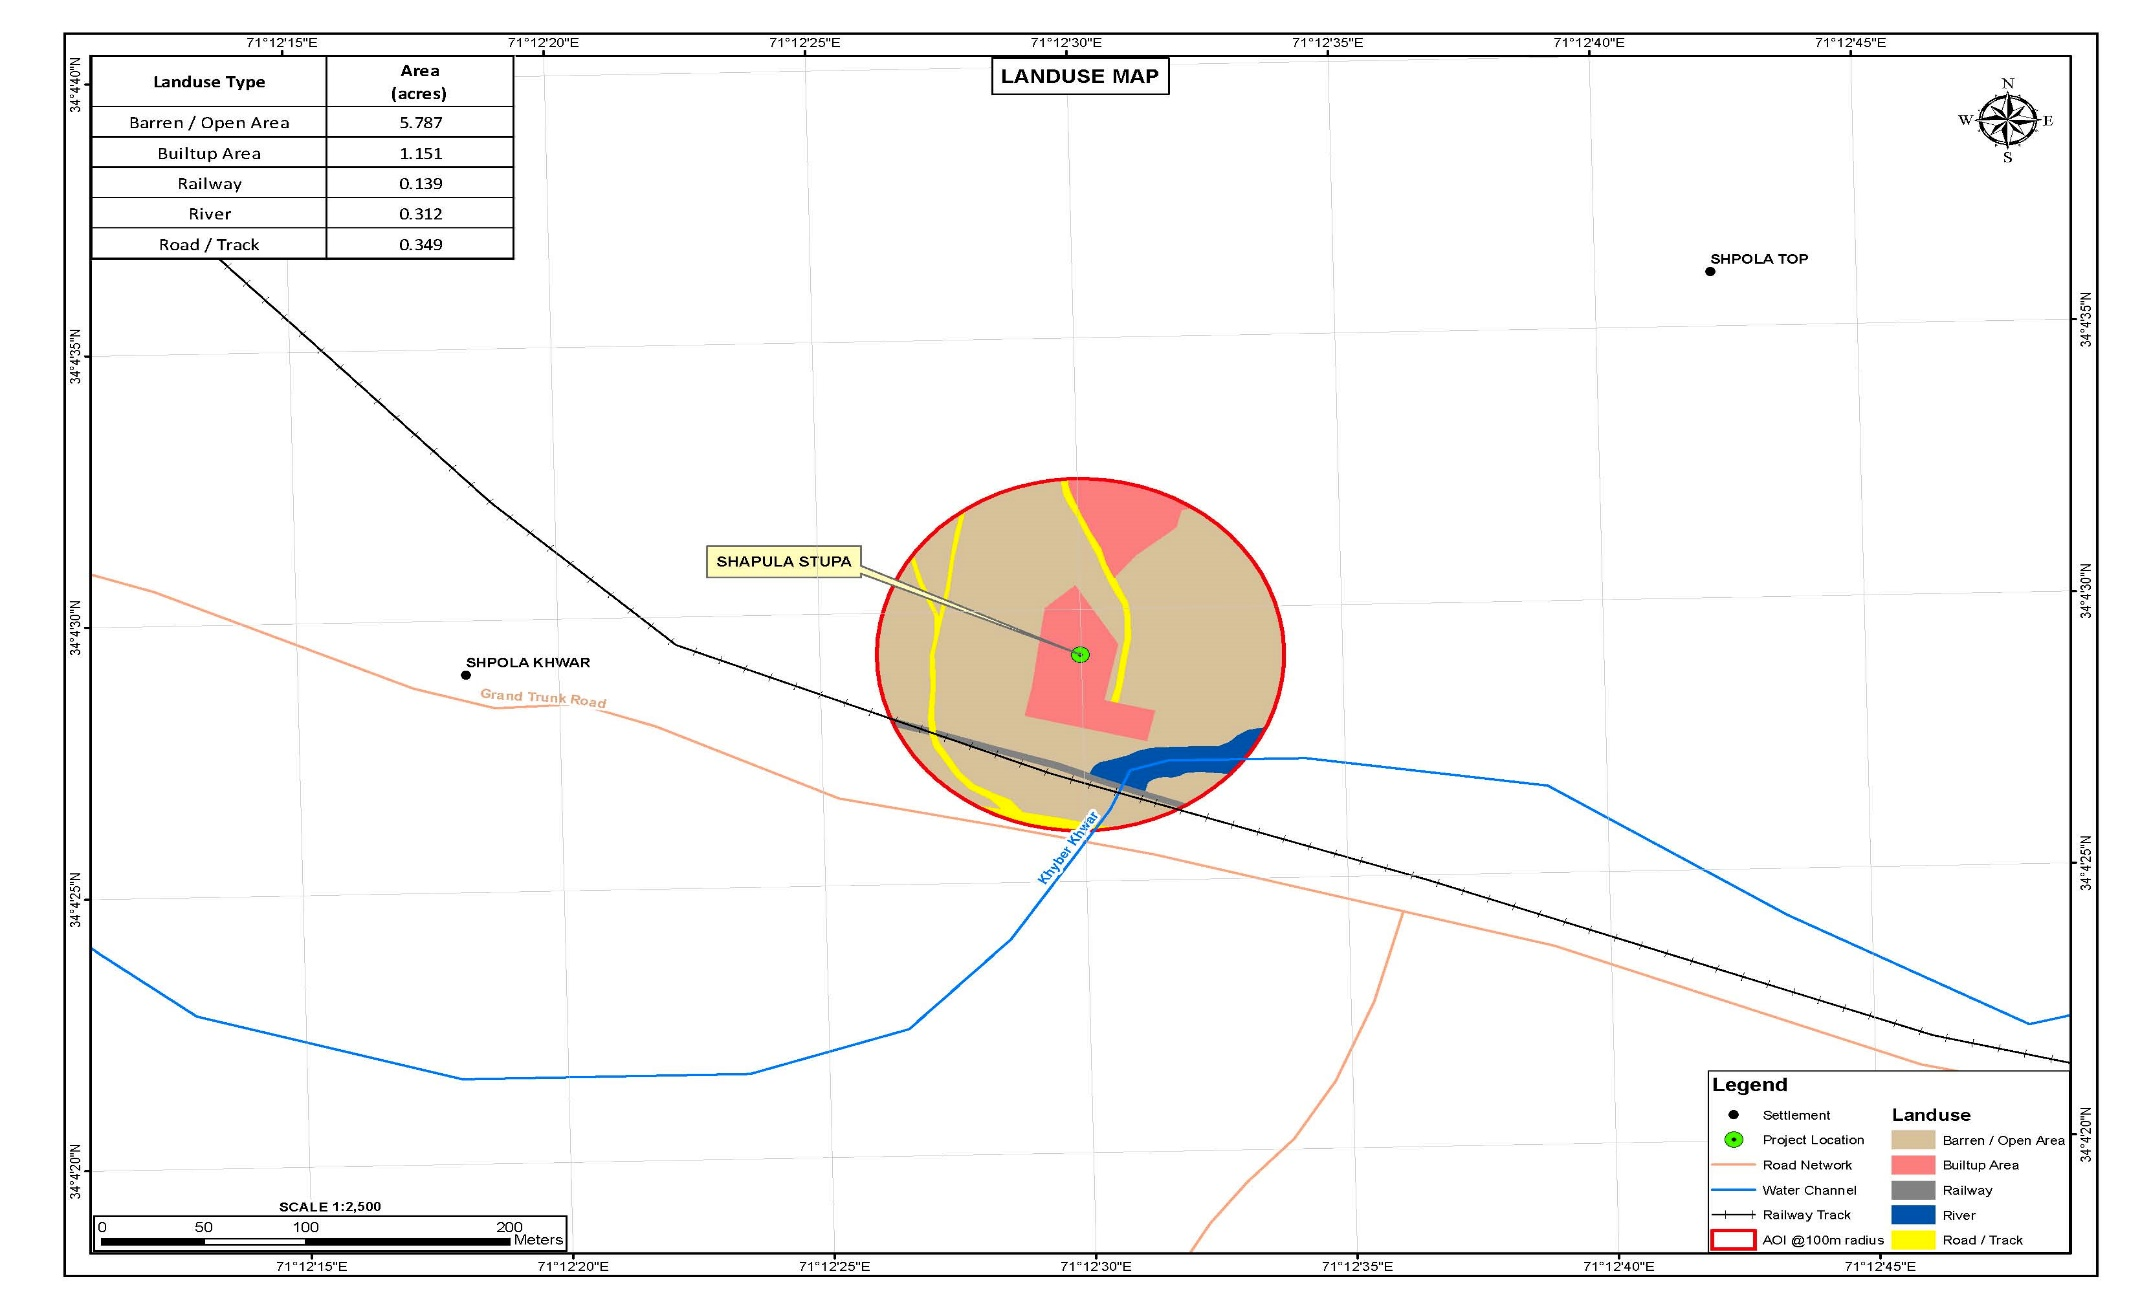 71°12'15"E 71°12'20"E 71°12'25"E 71°12'30"E 71°12'35"E 71°12'40"E 71°12'45"E
LANDUSE MAP
Landuse Type Area (acres)
Barren / Open Area 5.787
Builtup Area 1.151
Railway 0.139
River 0.312
Road / Track 0.349
N
W E
S
34°4'40"N
34°4'35"N
34°4'30"N
34°4'25"N
34°4'20"N
SHPOLA TOP
SHAPULA STUPA
SHPOLA KHWAR
Grand Trunk Road
Khyber Khwar
34°4'35"N
34°4'30"N
34°4'25"N
34°4'20"N
SCALE 1:2,500
0 50 100 200
Meters
Legend
Settlement
Project Location
Road Network
Water Channel
Railway Track
AOI @100m radius
Landuse
Barren / Open Area
Builtup Area
Railway
River
Road / Track
71°12'15"E 71°12'20"E 71°12'25"E 71°12'30"E 71°12'35"E 71°12'40"E 71°12'45"E